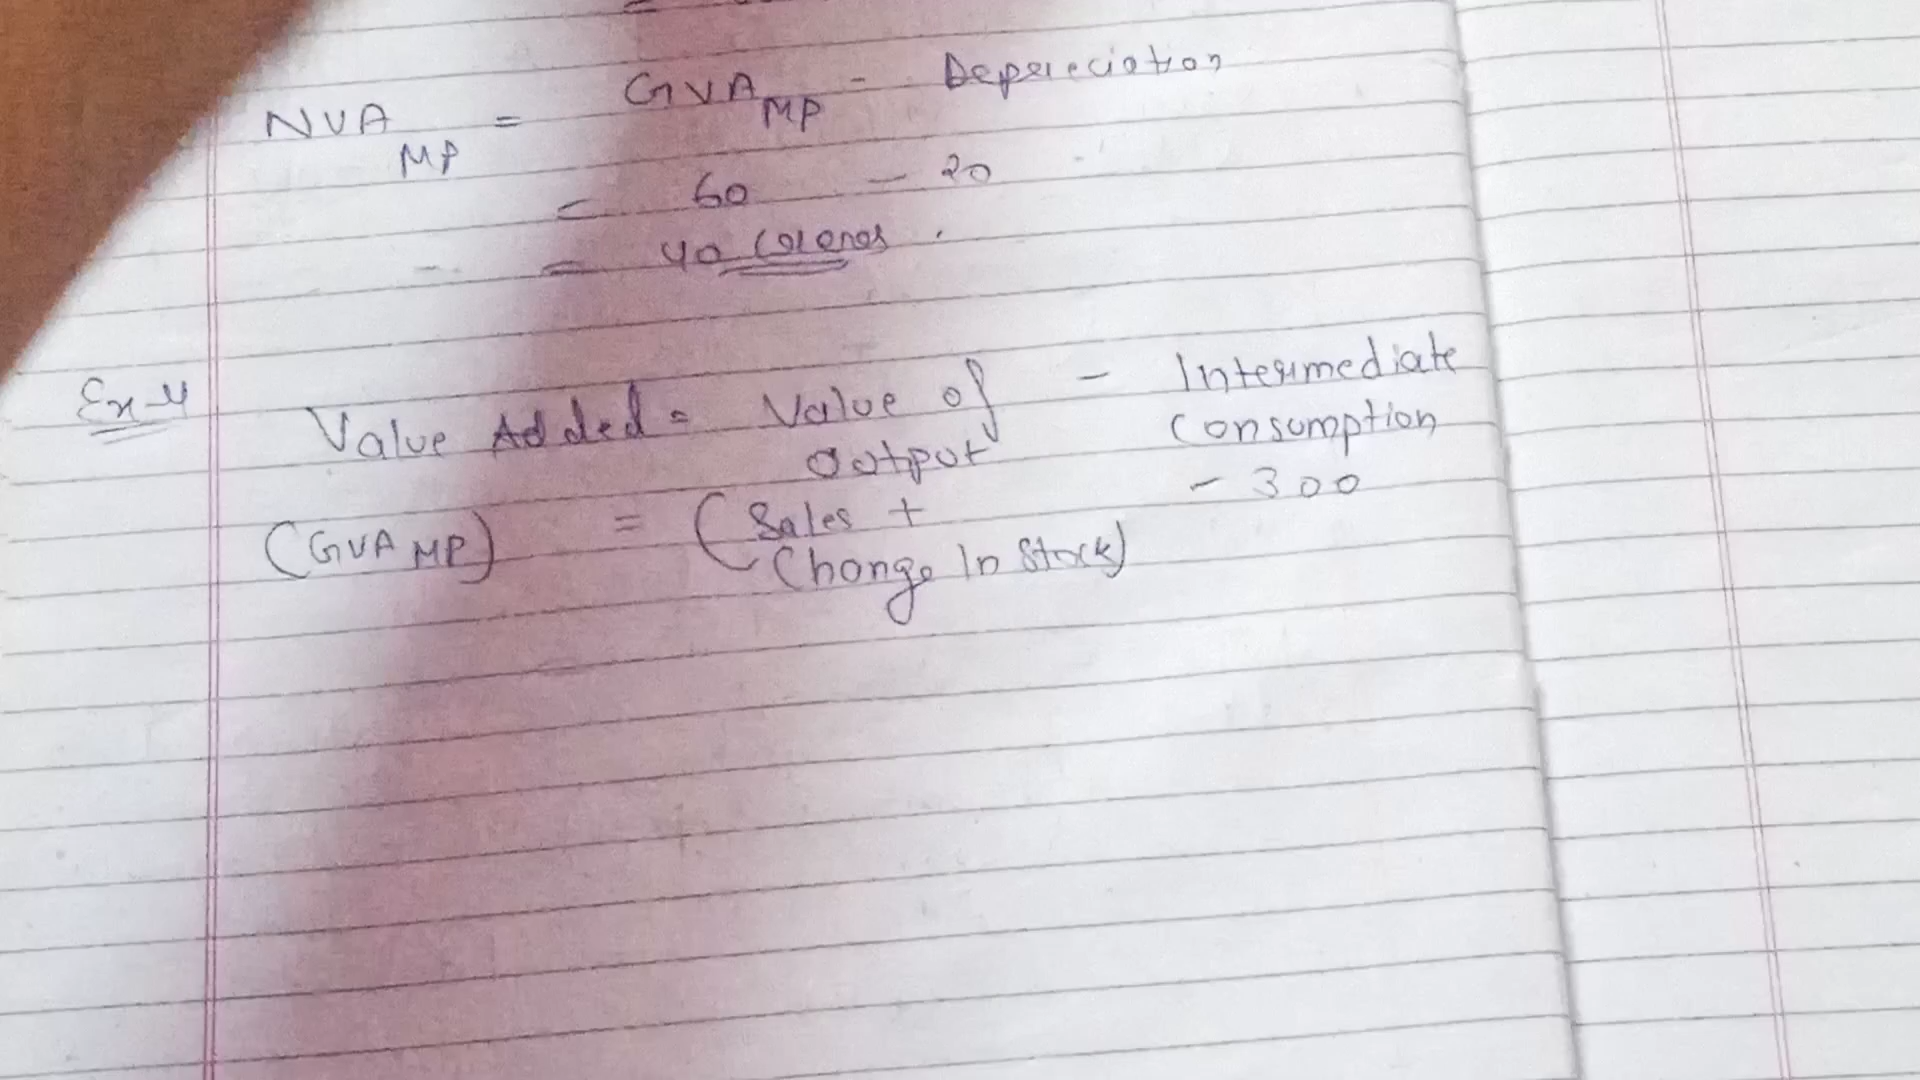 NVA MP = GVA MP - Depreciation
= 60 - 20
= 40 Corores.
Ex-4
Value Added = Value of output - Intermediate Consumption
(GVA MP) = (Sales + Change In Stock) - 300